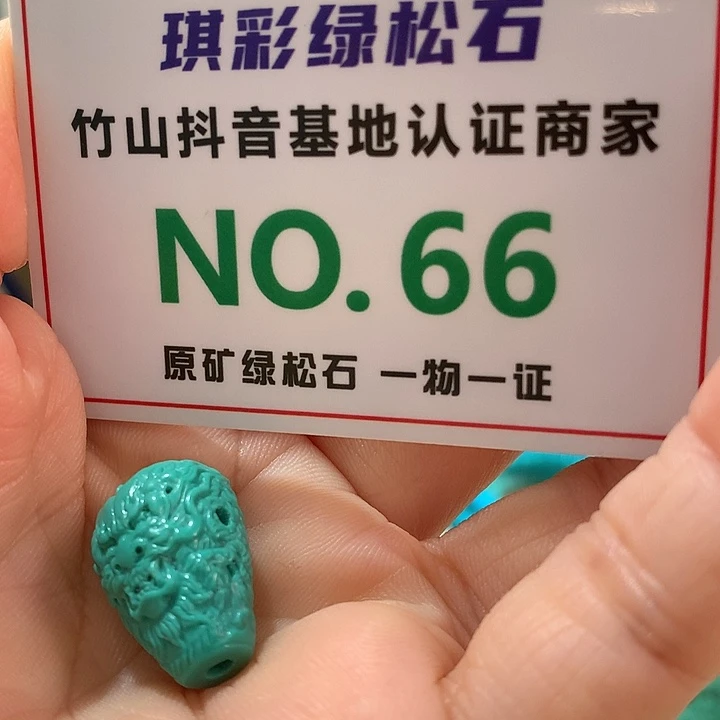 琪彩绿松石
竹山抖音基地认证商家
NO.66
原矿绿松石 一物一证